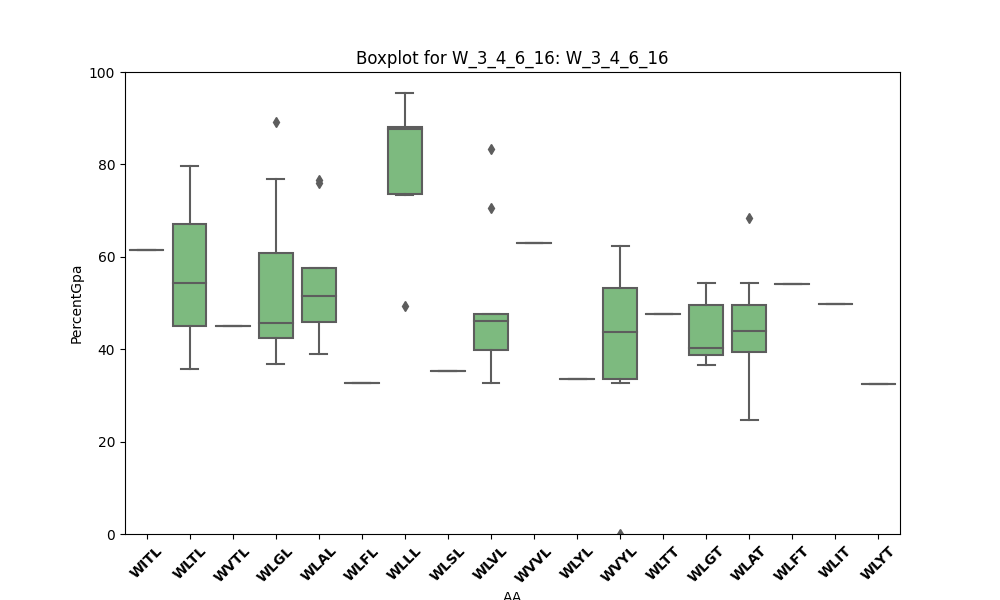 Boxplot for W_3_4_6_16: W_3_4_6_16
100
80
60
40
20
0
PercentGpa
WITL WLTL WVTL WLGL WLAL WLFL WLLL WLSL WLVL WVVL WLYL WVYL WLTT WLGT WLAT WLFT WLIT WLYT
AA